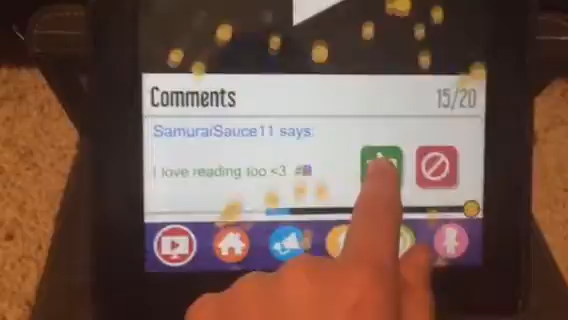 Comments 15/20
SamuraiSauce11 says:
I love reading too <3 #